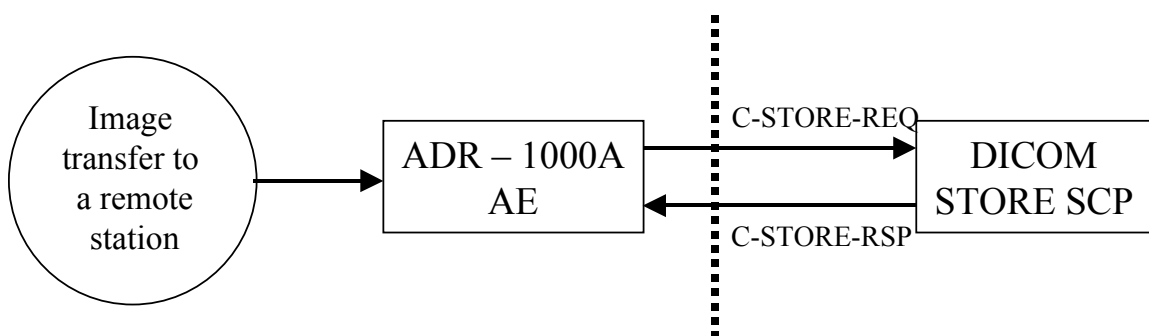 Image
transfer to
a remote
station
ADR – 1000A
AE
C-STORE-REQ
C-STORE-RSP
DICOM
STORE SCP